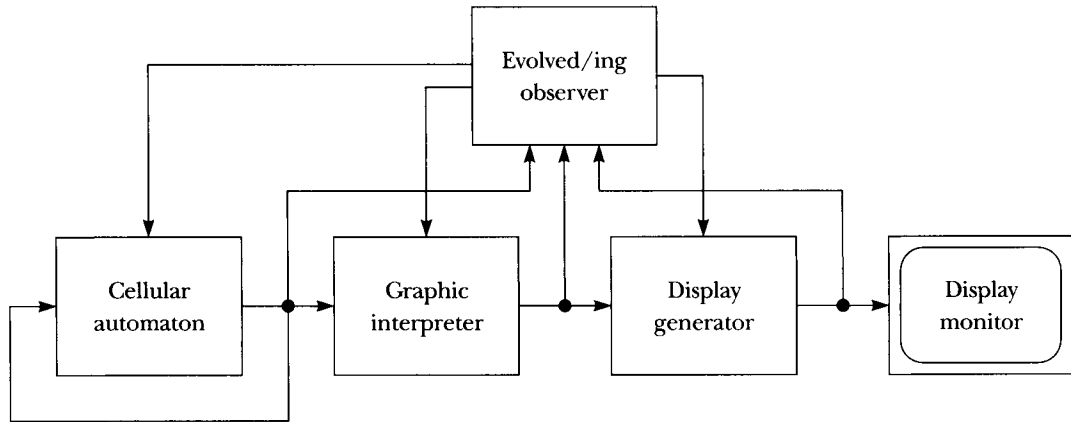 Evolved/ing
observer
Cellular
automaton
Graphic
interpreter
Display
generator
Display
monitor